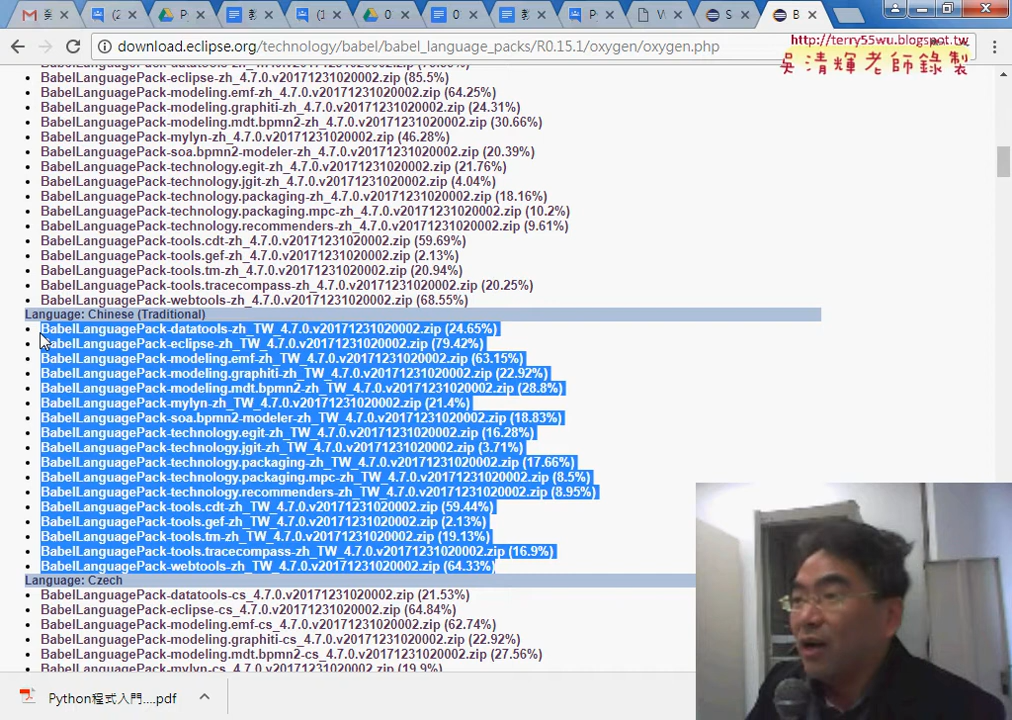 (2
P
教
(1
0
0
教
P
W
S
B
download.eclipse.org/technology/babel/babel_language_packs/R0.15.1/oxygen/oxygen.php
http://terry55wu.blogspot.tw
吳清輝老師錄製
BabelLanguagePack-eclipse-zh_4.7.0.v20171231020002.zip (85.5%)
BabelLanguagePack-modeling.emf-zh_4.7.0.v20171231020002.zip (64.25%)
BabelLanguagePack-modeling.graphiti-zh_4.7.0.v20171231020002.zip (24.31%)
BabelLanguagePack-modeling.mdt.bpmn2-zh_4.7.0.v20171231020002.zip (30.66%)
BabelLanguagePack-mylyn-zh_4.7.0.v20171231020002.zip (46.28%)
BabelLanguagePack-soa.bpmn2-modeler-zh_4.7.0.v20171231020002.zip (20.39%)
BabelLanguagePack-technology.egit-zh_4.7.0.v20171231020002.zip (21.76%)
BabelLanguagePack-technology.jgit-zh_4.7.0.v20171231020002.zip (4.04%)
BabelLanguagePack-technology.packaging-zh_4.7.0.v20171231020002.zip (18.16%)
BabelLanguagePack-technology.packaging.mpc-zh_4.7.0.v20171231020002.zip (10.2%)
BabelLanguagePack-technology.recommenders-zh_4.7.0.v20171231020002.zip (9.61%)
BabelLanguagePack-tools.cdt-zh_4.7.0.v20171231020002.zip (59.69%)
BabelLanguagePack-tools.gef-zh_4.7.0.v20171231020002.zip (2.13%)
BabelLanguagePack-tools.tm-zh_4.7.0.v20171231020002.zip (20.94%)
BabelLanguagePack-tools.tracecompass-zh_4.7.0.v20171231020002.zip (20.25%)
BabelLanguagePack-webtools-zh_4.7.0.v20171231020002.zip (68.55%)
Language: Chinese (Traditional)
BabelLanguagePack-datatools-zh_TW_4.7.0.v20171231020002.zip (24.65%)
BabelLanguagePack-eclipse-zh_TW_4.7.0.v20171231020002.zip (79.42%)
BabelLanguagePack-modeling.emf-zh_TW_4.7.0.v20171231020002.zip (63.15%)
BabelLanguagePack-modeling.graphiti-zh_TW_4.7.0.v20171231020002.zip (22.92%)
BabelLanguagePack-modeling.mdt.bpmn2-zh_TW_4.7.0.v20171231020002.zip (28.8%)
BabelLanguagePack-mylyn-zh_TW_4.7.0.v20171231020002.zip (21.4%)
BabelLanguagePack-soa.bpmn2-modeler-zh_TW_4.7.0.v20171231020002.zip (18.83%)
BabelLanguagePack-technology.egit-zh_TW_4.7.0.v20171231020002.zip (16.28%)
BabelLanguagePack-technology.jgit-zh_TW_4.7.0.v20171231020002.zip (3.71%)
BabelLanguagePack-technology.packaging-zh_TW_4.7.0.v20171231020002.zip (17.66%)
BabelLanguagePack-technology.packaging.mpc-zh_TW_4.7.0.v20171231020002.zip (8.5%)
BabelLanguagePack-technology.recommenders-zh_TW_4.7.0.v20171231020002.zip (8.95%)
BabelLanguagePack-tools.cdt-zh_TW_4.7.0.v20171231020002.zip (59.44%)
BabelLanguagePack-tools.gef-zh_TW_4.7.0.v20171231020002.zip (2.13%)
BabelLanguagePack-tools.tm-zh_TW_4.7.0.v20171231020002.zip (19.13%)
BabelLanguagePack-tools.tracecompass-zh_TW_4.7.0.v20171231020002.zip (16.9%)
BabelLanguagePack-webtools-zh_TW_4.7.0.v20171231020002.zip (64.33%)
Language: Czech
BabelLanguagePack-datatools-cs_4.7.0.v20171231020002.zip (21.53%)
BabelLanguagePack-eclipse-cs_4.7.0.v20171231020002.zip (64.84%)
BabelLanguagePack-modeling.emf-cs_4.7.0.v20171231020002.zip (62.74%)
BabelLanguagePack-modeling.graphiti-cs_4.7.0.v20171231020002.zip (22.92%)
BabelLanguagePack-modeling.mdt.bpmn2-cs_4.7.0.v20171231020002.zip (27.56%)
BabelLanguagePack-mylyn-cs_4.7.0.v20171231020002.zip (19.9%)
Python程式入門....pdf